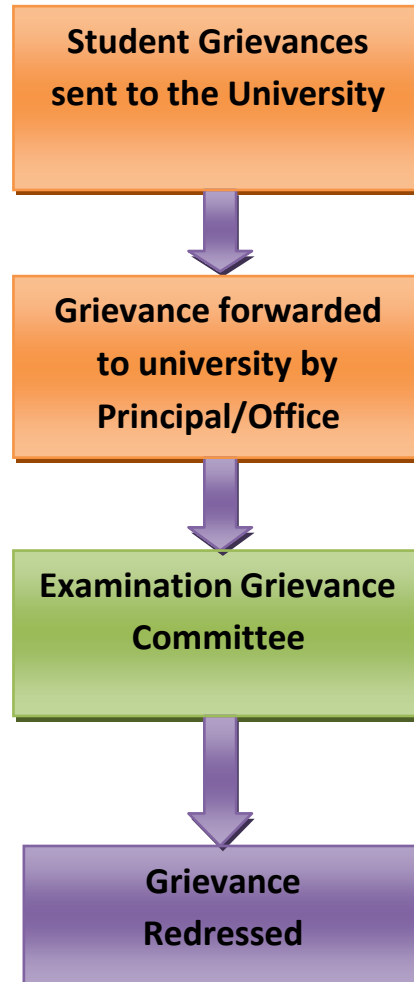 Student Grievances
sent to the University
Grievance forwarded
to university by
Principal/Office
Examination Grievance
Committee
Grievance
Redressed